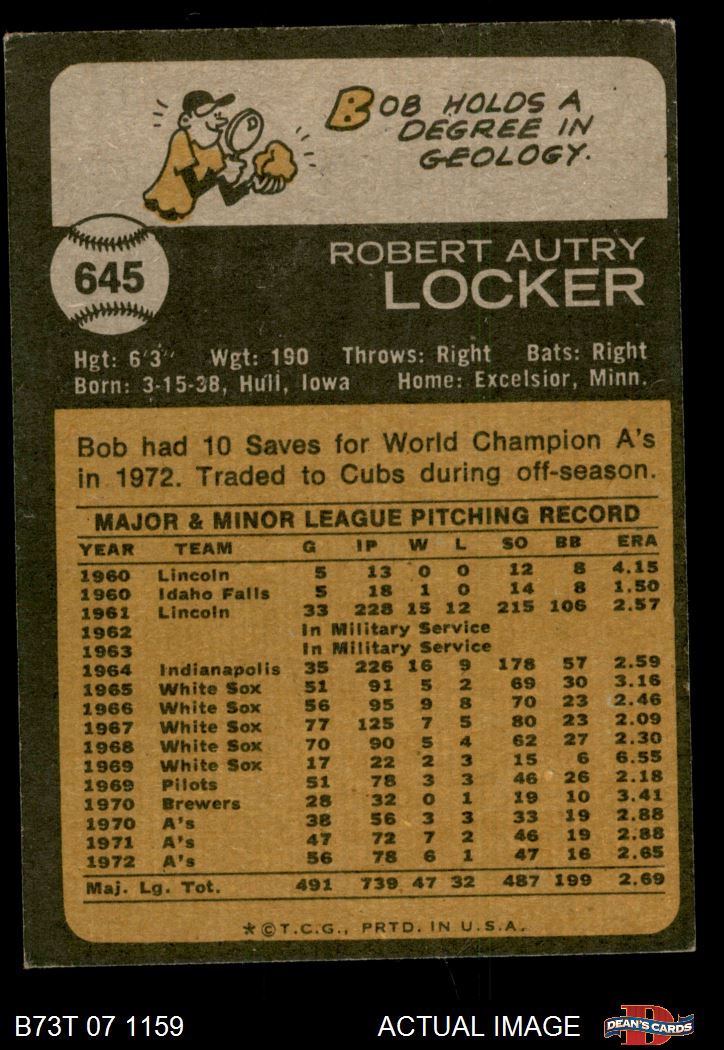 BOB HOLDS A
DEGREE IN
GEOLOGY.
645
ROBERT AUTRY
LOCKER
Hgt: 6'3" Wgt: 190 Throws: Right Bats: Right
Born: 3-15-38, Hull, Iowa Home: Excelsior, Minn.
Bob had 10 Saves for World Champion A's
in 1972. Traded to Cubs during off-season.
MAJOR & MINOR LEAGUE PITCHING RECORD
YEAR TEAM G IP W L SO BB ERA
1960 Lincoln 5 13 0 0 12 8 4.15
1960 Idaho Falls 5 18 1 0 14 8 1.50
1961 Lincoln 33 228 15 12 215 106 2.57
1962 In Military Service
1963 In Military Service
1964 Indianapolis 35 226 16 9 178 57 2.59
1965 White Sox 51 91 5 2 69 30 3.16
1966 White Sox 56 95 9 8 70 23 2.46
1967 White Sox 77 125 7 5 80 23 2.09
1968 White Sox 70 90 5 4 62 27 2.30
1969 White Sox 17 22 2 3 15 6 6.55
1969 Pilots 51 78 3 3 46 26 2.18
1970 Brewers 28 32 0 1 19 10 3.41
1970 A's 38 56 3 3 33 19 2.88
1971 A's 47 72 7 2 46 19 2.88
1972 A's 56 78 6 1 47 16 2.65
Maj. Lg. Tot. 491 739 47 32 487 199 2.69
*©T.C.G., PRTD. IN U.S.A.
B73T 07 1159 ACTUAL IMAGE D DEAN'S CARDS